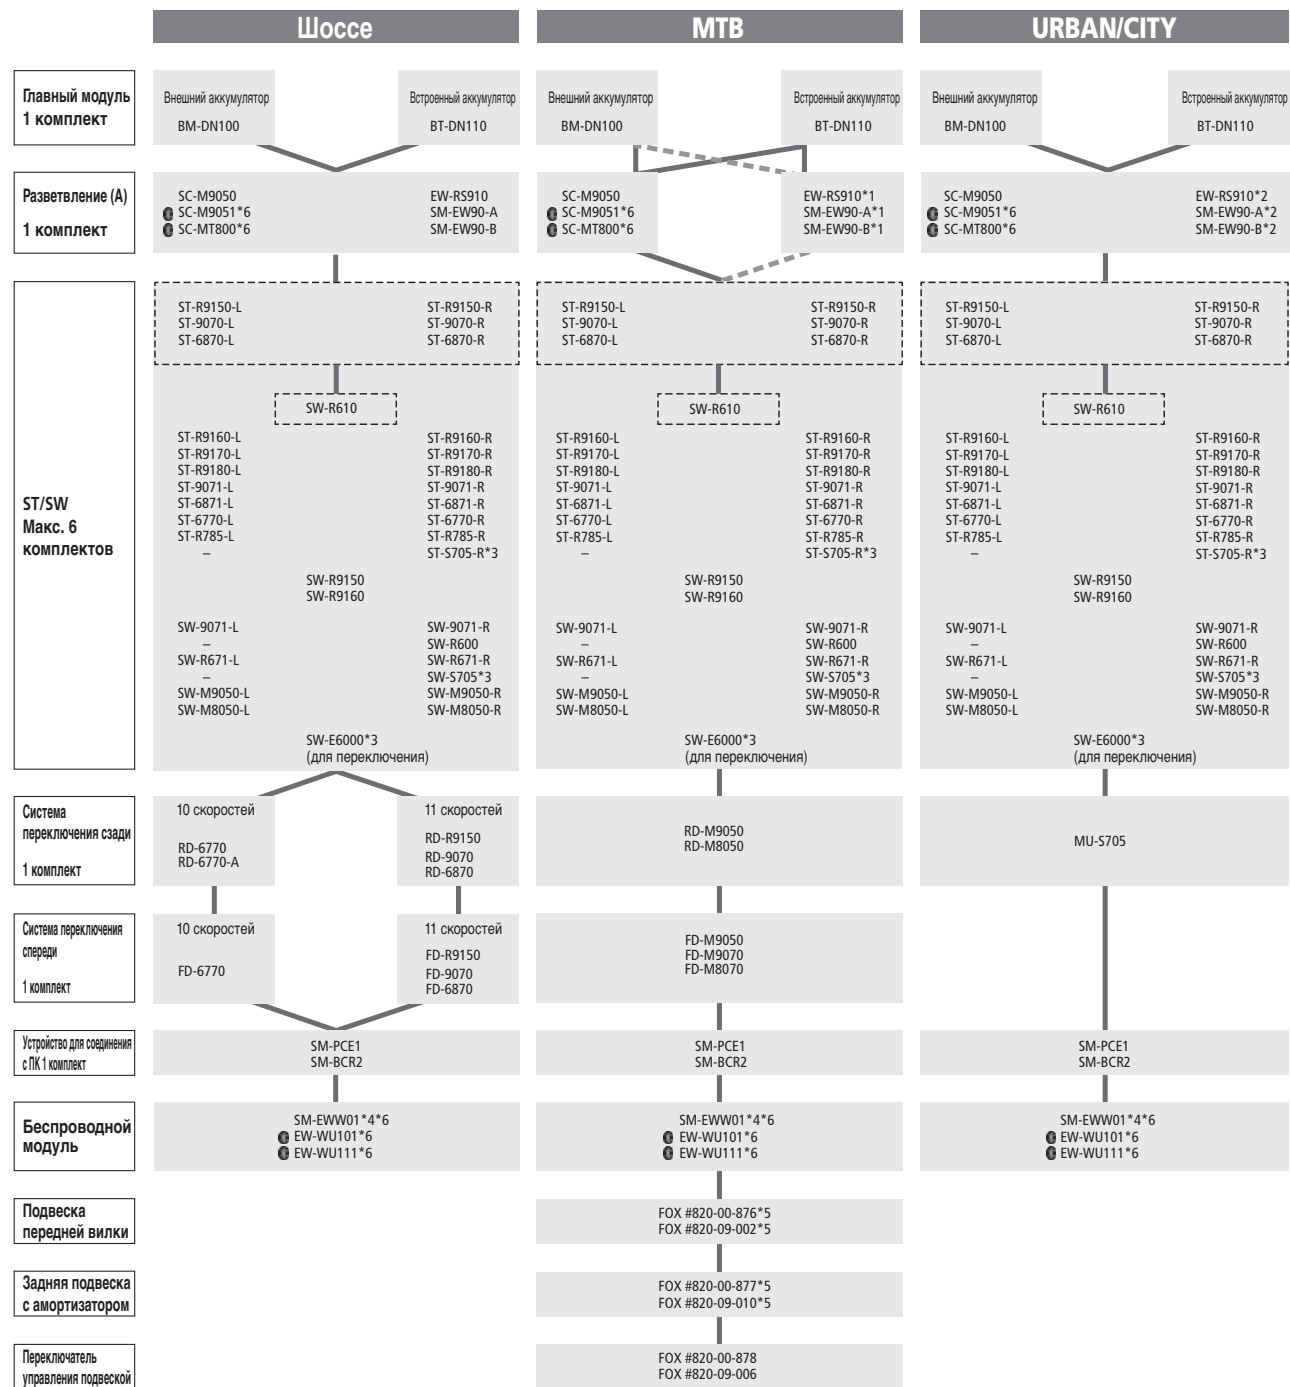 Шоссе
MTB
URBAN/CITY
Главный модуль
1 комплект
Внешний аккумулятор
BM-DN100
Встроенный аккумулятор
BT-DN110
Внешний аккумулятор
BM-DN100
Встроенный аккумулятор
BT-DN110
Внешний аккумулятор
BM-DN100
Встроенный аккумулятор
BT-DN110
Разветвление (A)
1 комплект
SC-M9050
SC-M9051*6
SC-MT800*6
EW-RS910
SM-EW90-A
SM-EW90-B
SC-M9050
SC-M9051*6
SC-MT800*6
EW-RS910*1
SM-EW90-A*1
SM-EW90-B*1
SC-M9050
SC-M9051*6
SC-MT800*6
EW-RS910*2
SM-EW90-A*2
SM-EW90-B*2
ST/SW
Макс. 6
комплектов
ST-R9150-L
ST-9070-L
ST-6870-L
ST-R9150-R
ST-9070-R
ST-6870-R
SW-R610
ST-R9160-L
ST-R9170-L
ST-R9180-L
ST-9071-L
ST-6871-L
ST-6770-L
ST-R785-L
–
ST-R9160-R
ST-R9170-R
ST-R9180-R
ST-9071-R
ST-6871-R
ST-6770-R
ST-R785-R
ST-S705-R*3
SW-R9150
SW-R9160
SW-9071-L
–
SW-R671-L
–
SW-M9050-L
SW-M8050-L
SW-9071-R
SW-R600
SW-R671-R
SW-S705*3
SW-M9050-R
SW-M8050-R
SW-E6000*3
(для переключения)
ST-R9150-L
ST-9070-L
ST-6870-L
ST-R9150-R
ST-9070-R
ST-6870-R
SW-R610
ST-R9160-L
ST-R9170-L
ST-R9180-L
ST-9071-L
ST-6871-L
ST-6770-L
ST-R785-L
–
ST-R9160-R
ST-R9170-R
ST-R9180-R
ST-9071-R
ST-6871-R
ST-6770-R
ST-R785-R
ST-S705-R*3
SW-R9150
SW-R9160
SW-9071-L
–
SW-R671-L
–
SW-M9050-L
SW-M8050-L
SW-9071-R
SW-R600
SW-R671-R
SW-S705*3
SW-M9050-R
SW-M8050-R
SW-E6000*3
(для переключения)
ST-R9150-L
ST-9070-L
ST-6870-L
ST-R9150-R
ST-9070-R
ST-6870-R
SW-R610
ST-R9160-L
ST-R9170-L
ST-R9180-L
ST-9071-L
ST-6871-L
ST-6770-L
ST-R785-L
–
ST-R9160-R
ST-R9170-R
ST-R9180-R
ST-9071-R
ST-6871-R
ST-6770-R
ST-R785-R
ST-S705-R*3
SW-R9150
SW-R9160
SW-9071-L
–
SW-R671-L
–
SW-M9050-L
SW-M8050-L
SW-9071-R
SW-R600
SW-R671-R
SW-S705*3
SW-M9050-R
SW-M8050-R
SW-E6000*3
(для переключения)
Система
переключения сзади
1 комплект
10 скоростей
RD-6770
RD-6770-A
11 скоростей
RD-R9150
RD-9070
RD-6870
RD-M9050
RD-M8050
MU-S705
Система переключения
спереди
1 комплект
10 скоростей
FD-6770
11 скоростей
FD-R9150
FD-9070
FD-6870
FD-M9050
FD-M9070
FD-M8070
Устройство для соединения
с ПК 1 комплект
SM-PCE1
SM-BCR2
SM-PCE1
SM-BCR2
SM-PCE1
SM-BCR2
Беспроводной
модуль
SM-EWW01*4*6
EW-WU101*6
EW-WU111*6
SM-EWW01*4*6
EW-WU101*6
EW-WU111*6
SM-EWW01*4*6
EW-WU101*6
EW-WU111*6
Подвеска
передней вилки
FOX #820-00-876*5
FOX #820-09-002*5
Задняя подвеска
с амортизатором
FOX #820-00-877*5
FOX #820-09-010*5
Переключатель
управления подвеской
FOX #820-00-878
FOX #820-09-006